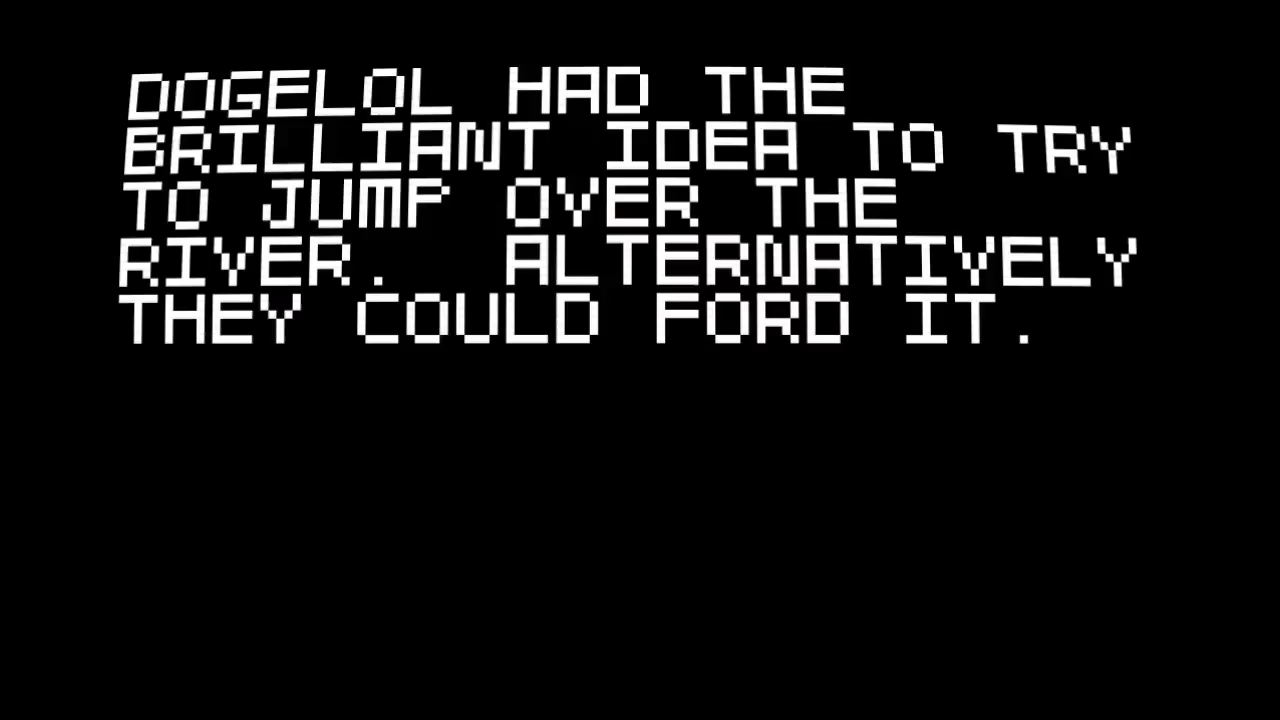 DOGELOL HAD THE
BRILLIANT IDEA TO TRY
TO JUMP OVER THE
RIVER.  ALTERNATIVELY
THEY COULD FORD IT.